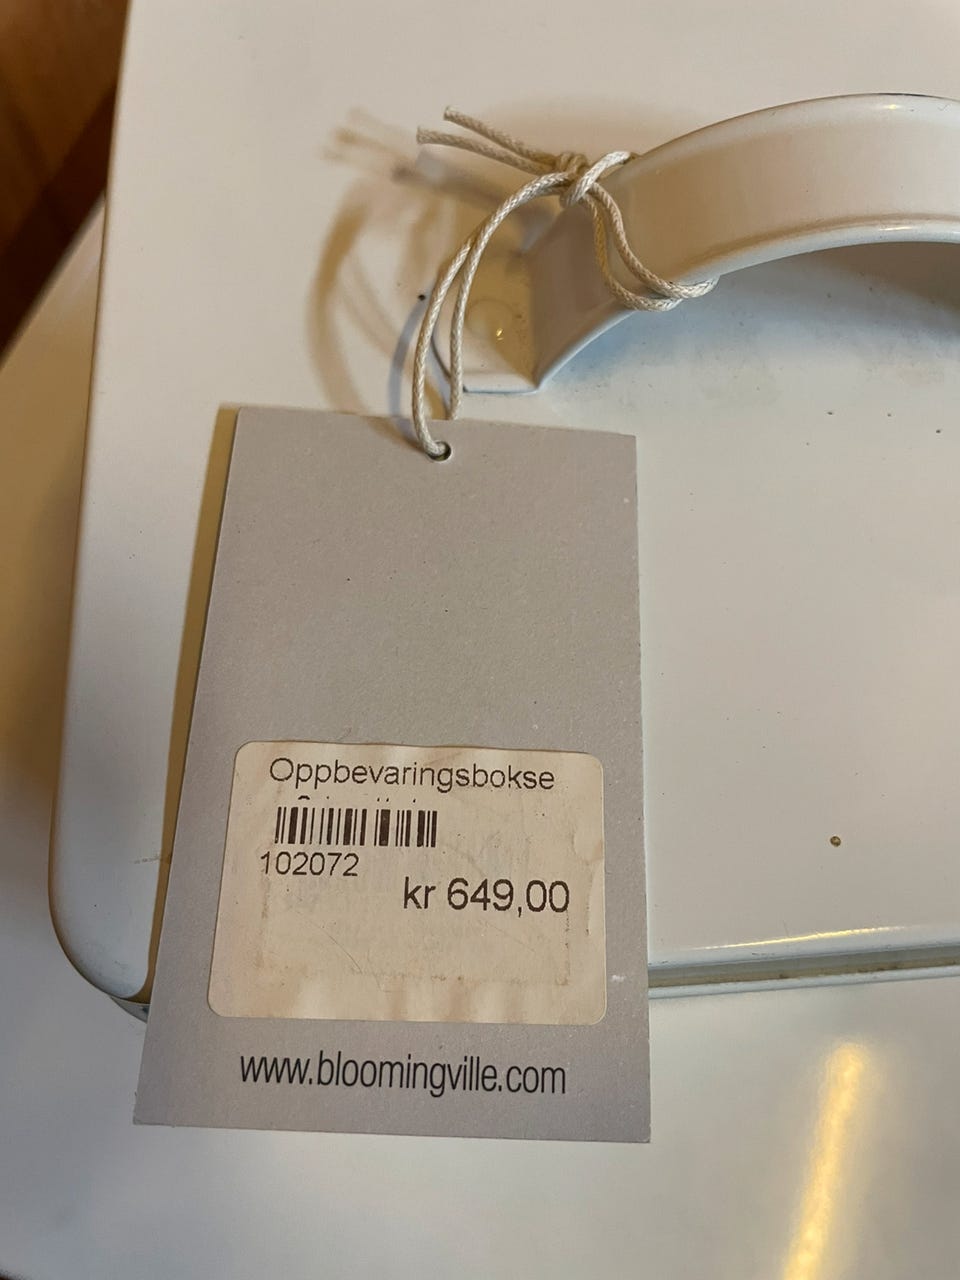 Oppbevaringsbokse
102072
kr 649,00
www.bloomingville.com